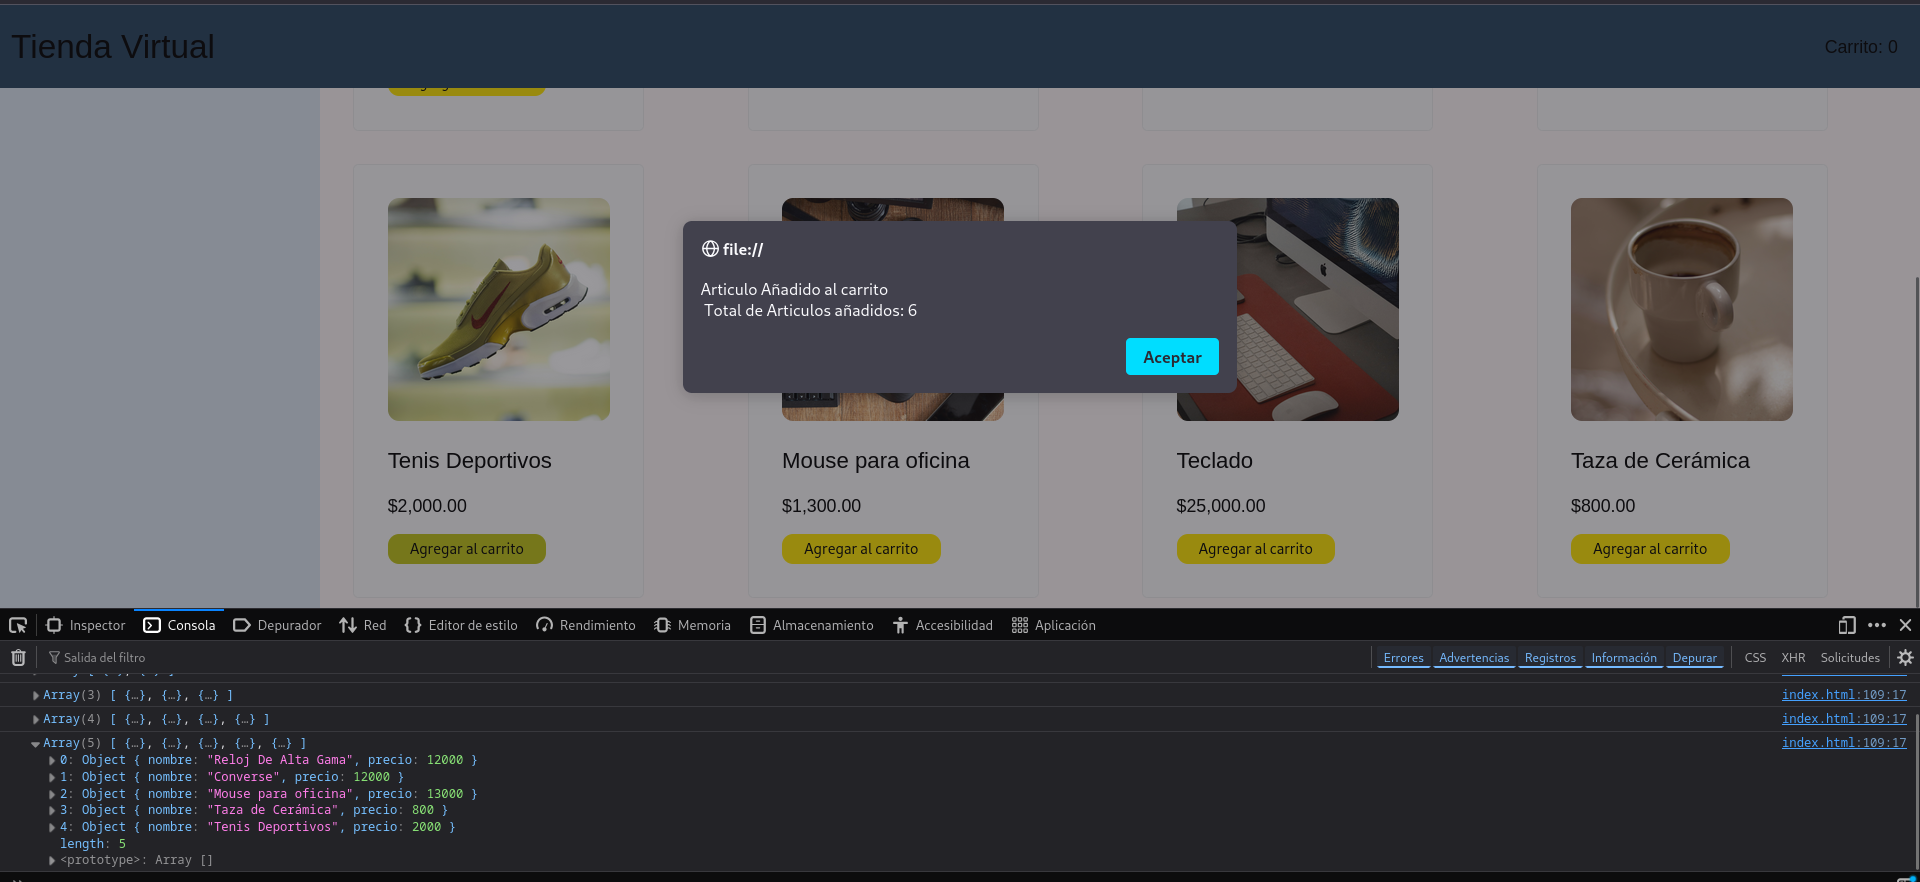 Tienda Virtual
Carrito: 0
file://
Articulo Añadido al carrito
Total de Articulos añadidos: 6
Aceptar
Tenis Deportivos
$2,000.00
Agregar al carrito
Mouse para oficina
$1,300.00
Agregar al carrito
Teclado
$25,000.00
Agregar al carrito
Taza de Cerámica
$800.00
Agregar al carrito
Inspector
Consola
Depurador
Red
Editor de estilo
Rendimiento
Memoria
Almacenamiento
Accesibilidad
Aplicación
Salida del filtro
Errores
Advertencias
Registros
Información
Depurar
CSS
XHR
Solicitudes
Array(3) [ {…}, {…}, {…} ]
index.html:109:17
Array(4) [ {…}, {…}, {…}, {…} ]
index.html:109:17
Array(5) [ {…}, {…}, {…}, {…}, {…} ]
index.html:109:17
0: Object { nombre: "Reloj De Alta Gama", precio: 12000 }
1: Object { nombre: "Converse", precio: 12000 }
2: Object { nombre: "Mouse para oficina", precio: 13000 }
3: Object { nombre: "Taza de Cerámica", precio: 800 }
4: Object { nombre: "Tenis Deportivos", precio: 2000 }
length: 5
<prototype>: Array []